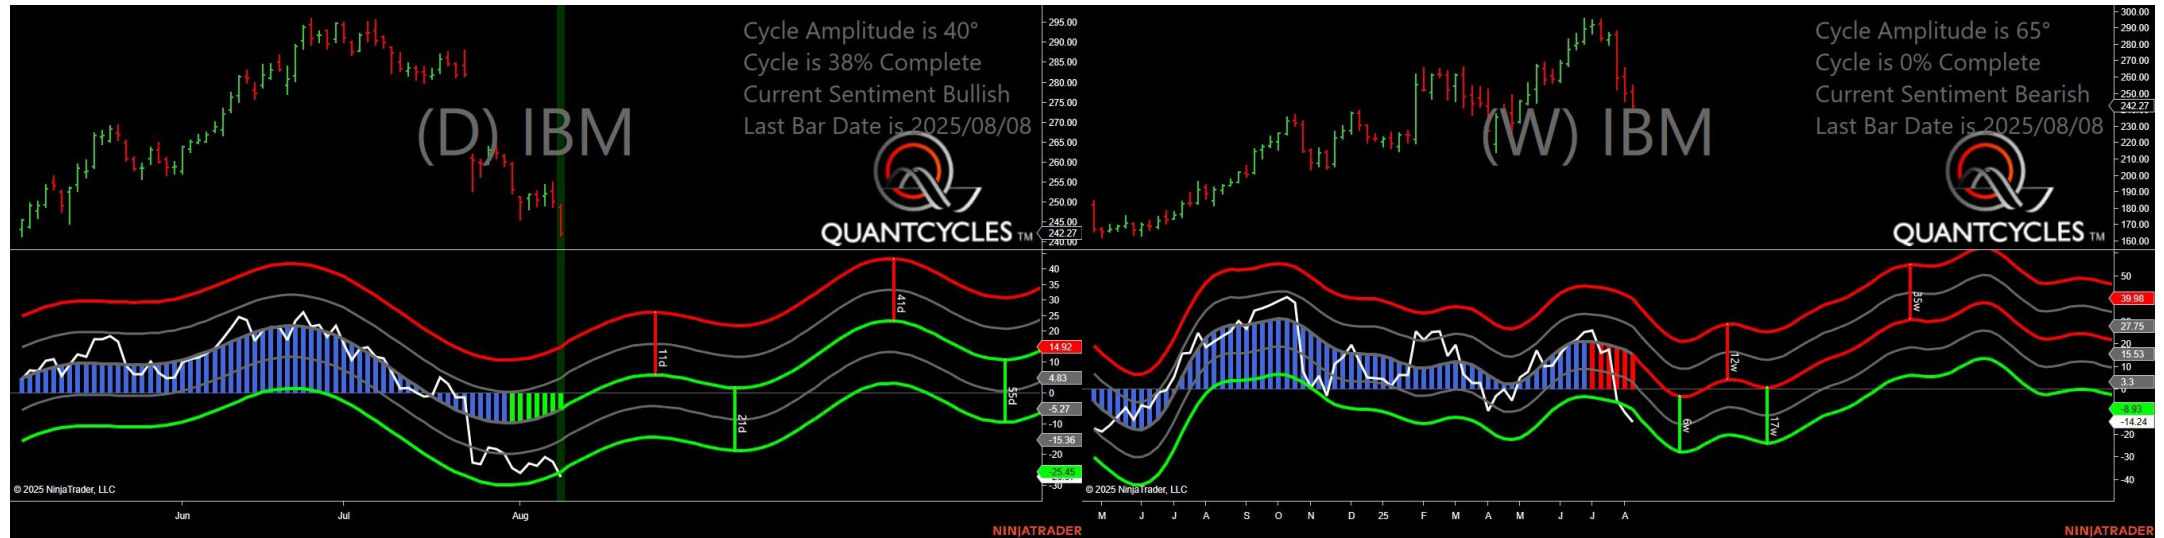 Cycle Amplitude is 40°
Cycle is 38% Complete
Current Sentiment Bullish
Last Bar Date is 2025/08/08
(D) IBM
QUANTCYCLES TM
295.00
290.00
285.00
280.00
275.00
270.00
265.00
260.00
255.00
250.00
245.00
242.27
240.00
40
35
30
25
20
14.92
10
4.83
0
-5.27
-10
-15.36
-20
-25.45
-30
11d
21d
41d
55d
© 2025 NinjaTrader, LLC
Jun
Jul
Aug
NINJATRADER
Cycle Amplitude is 65°
Cycle is 0% Complete
Current Sentiment Bearish
Last Bar Date is 2025/08/08
(W) IBM
QUANTCYCLES TM
300.00
290.00
280.00
270.00
260.00
250.00
242.27
230.00
220.00
210.00
200.00
190.00
180.00
170.00
160.00
50
39.98
27.75
20
15.53
10
3.3
0
-8.93
-14.24
-20
-30
-40
6w
12w
17w
35w
© 2025 NinjaTrader, LLC
M
J
J
A
S
O
N
D
25
F
M
A
M
J
J
A
NINJATRADER